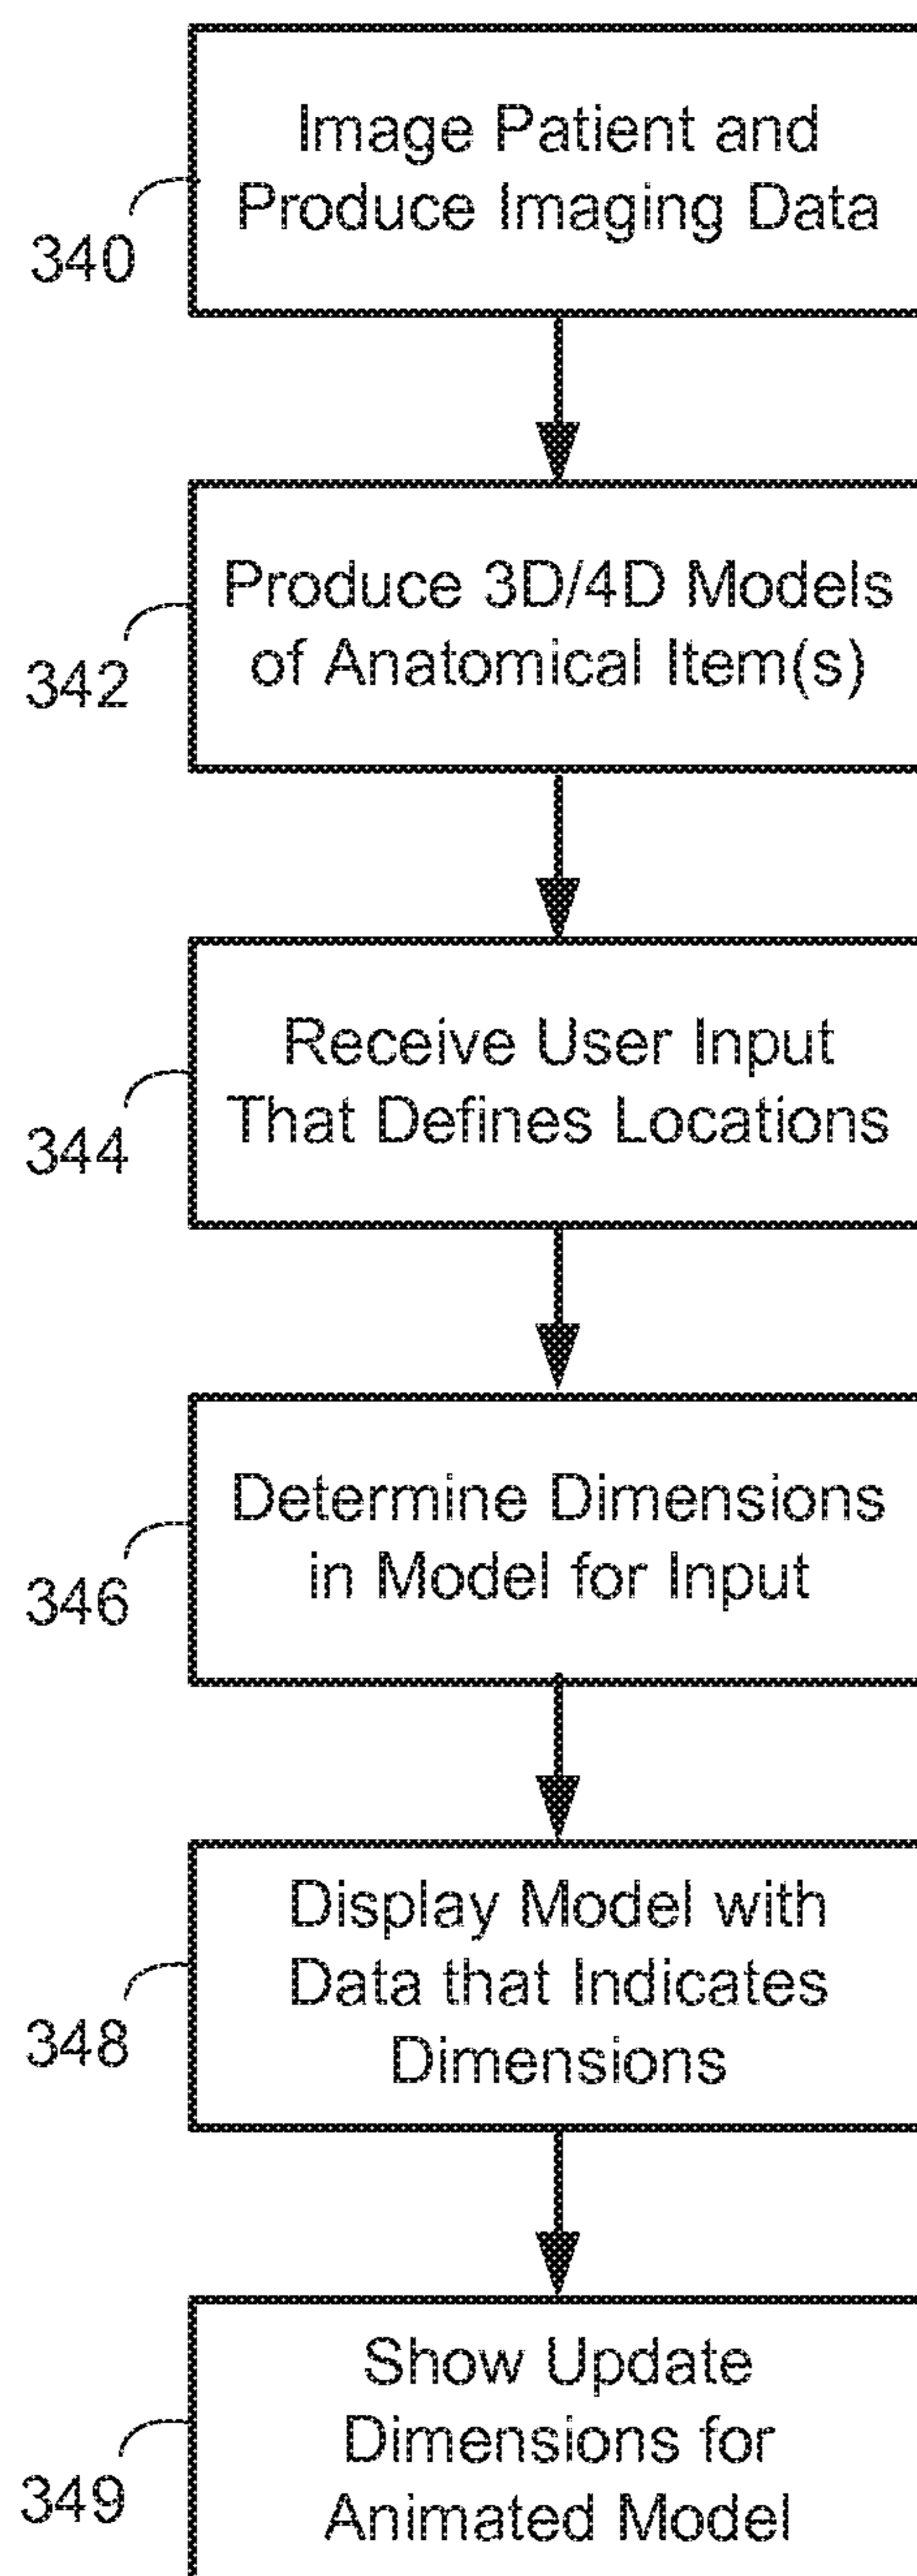 Image Patient and
Produce Imaging Data
340
Produce 3D/4D Models
of Anatomical Item(s)
342
Receive User Input
That Defines Locations
344
Determine Dimensions
in Model for Input
346
Display Model with
Data that Indicates
Dimensions
348
Show Update
Dimensions for
Animated Model
349